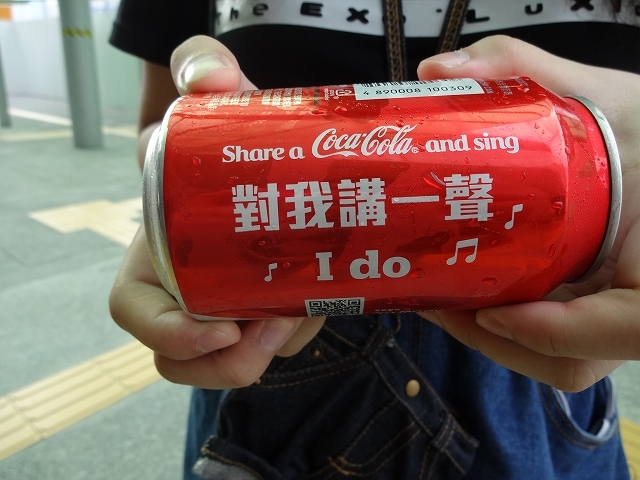 4 890008 100309
Share a Coca-Cola® and sing
對我講一聲
I do